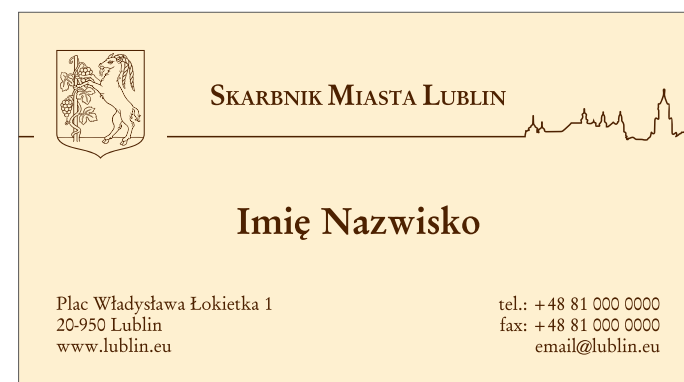 Skarbnik Miasta Lublin
Imię Nazwisko
Plac Władysława Łokietka 1
20-950 Lublin
www.lublin.eu
tel.: +48 81 000 0000
fax: +48 81 000 0000
email@lublin.eu